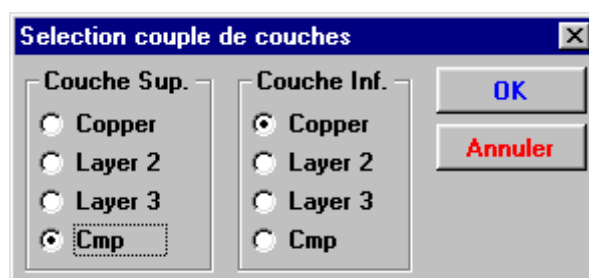 Selection couple de couches
Couche Sup.
Copper
Layer 2
Layer 3
Cmp
Couche Inf.
Copper
Layer 2
Layer 3
Cmp
OK
Annuler